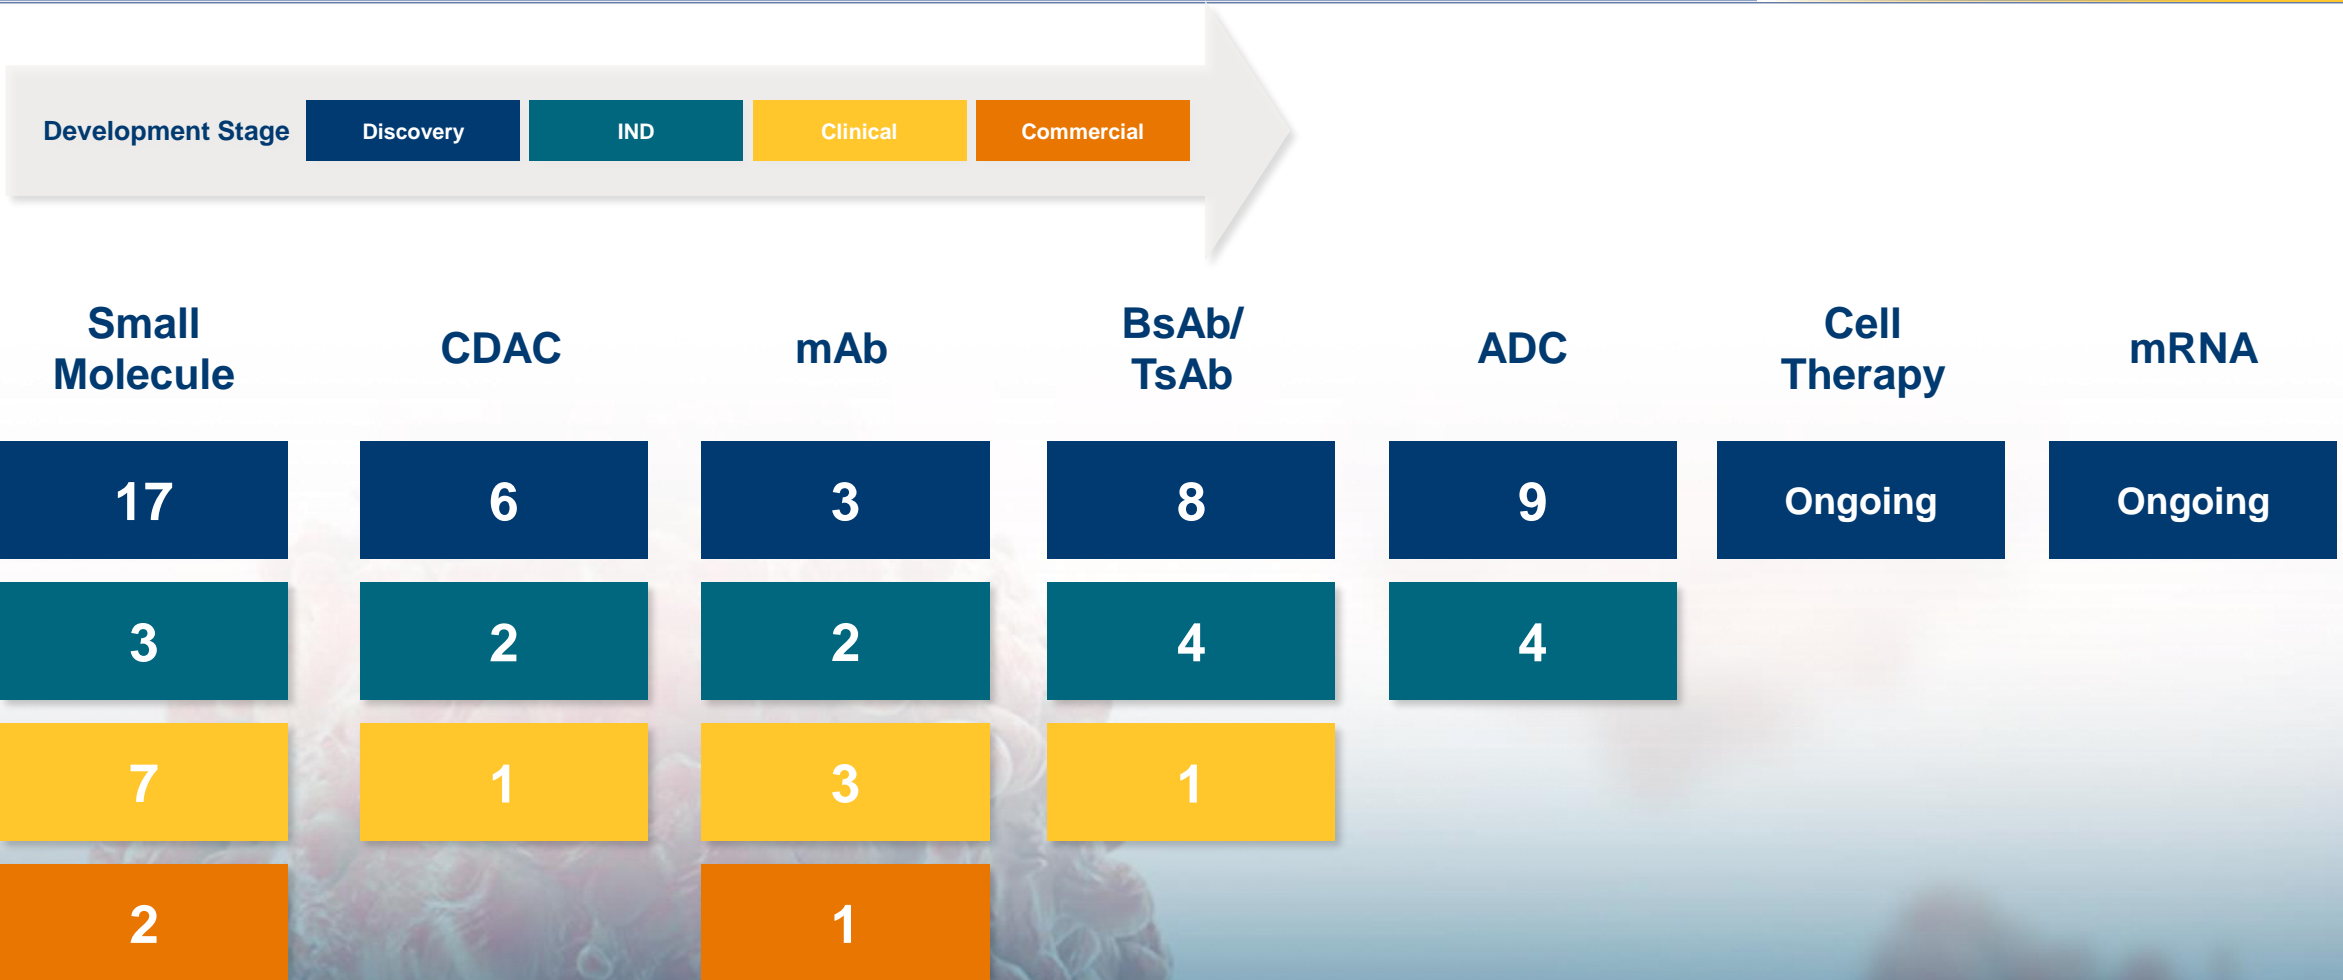 Development Stage
Discovery
IND
Clinical
Commercial
Small
Molecule
CDAC
mAb
BsAb/
TsAb
ADC
Cell
Therapy
mRNA
17
6
3
8
9
Ongoing
Ongoing
3
2
2
4
4
7
1
3
1
2
1